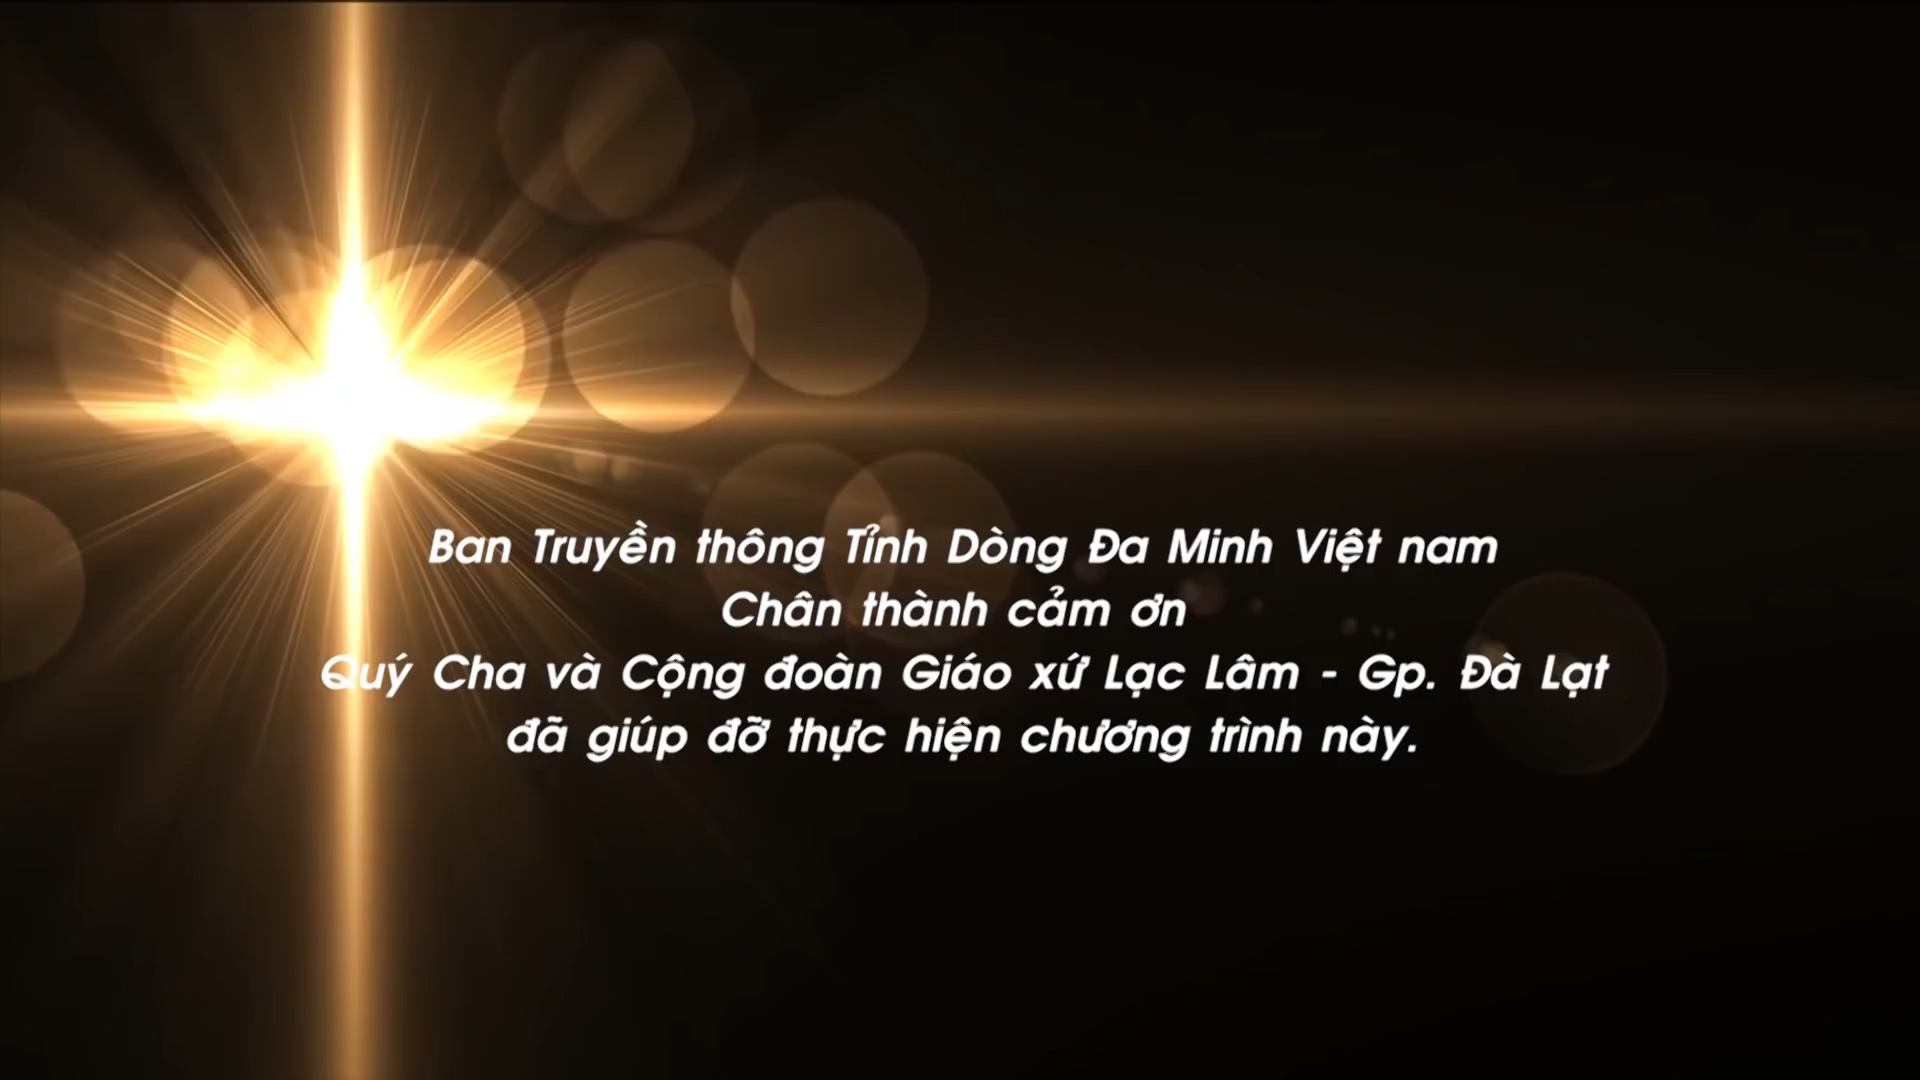 Ban Truyền thông Tỉnh Dòng Đa Minh Việt nam
Chân thành cảm ơn
Quý Cha và Cộng đoàn Giáo xứ Lạc Lâm - Gp. Đà Lạt
đã giúp đỡ thực hiện chương trình này.